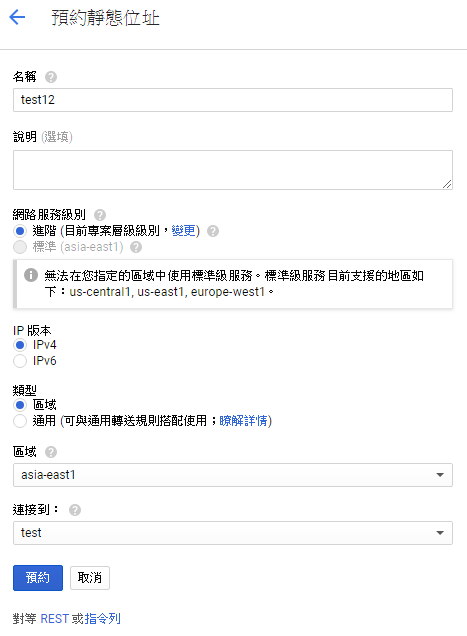 預約靜態位址
名稱
test12
說明 (選填)
網路服務級別
進階 (目前專案層級級別，變更)
標準 (asia-east1)
無法在您指定的區域中使用標準級服務。標準級服務目前支援的地區如
下：us-central1, us-east1, europe-west1。
IP 版本
IPv4
IPv6
類型
區域
通用 (可與通用轉送規則搭配使用；瞭解詳情)
區域
asia-east1
連接到：
test
預約 取消
對等 REST 或指令列